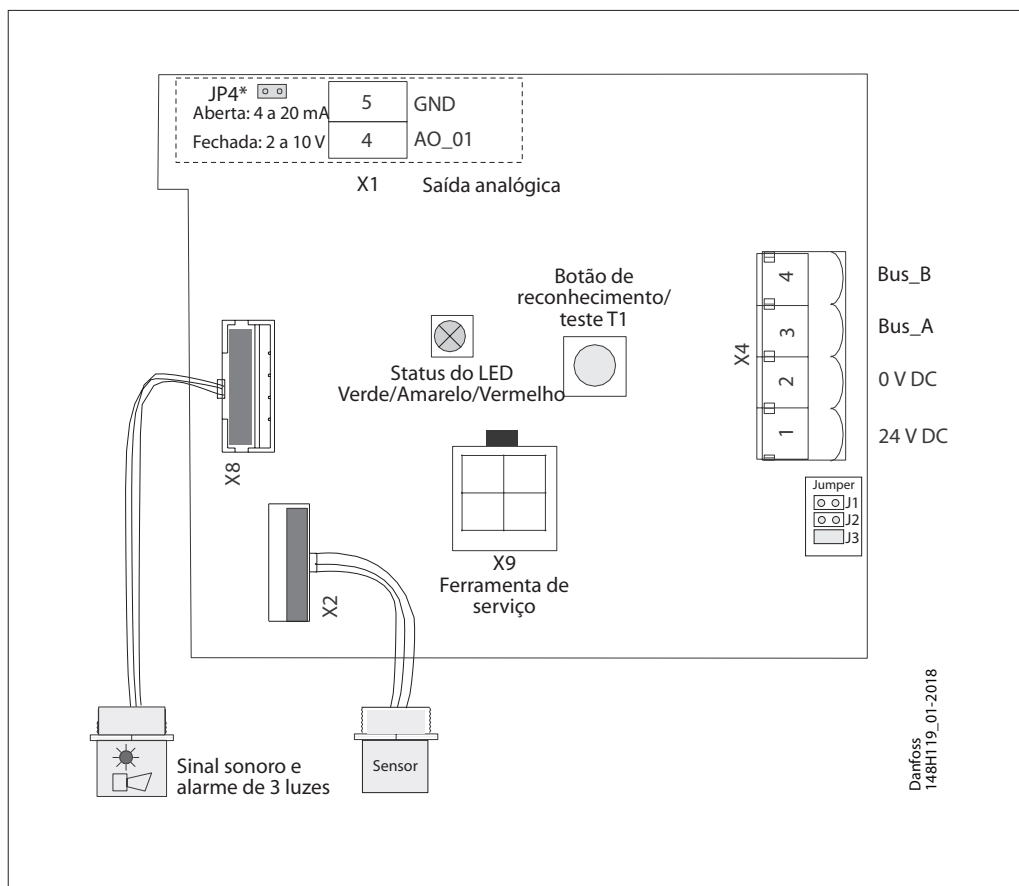 JP4*
Aberta: 4 a 20 mA
Fechada: 2 a 10 V
5
GND
4
AO_01
X1
Saída analógica
Botão de
reconhecimento/
teste T1
Status do LED
Verde/Amarelo/Vermelho
X4
4
Bus_B
3
Bus_A
2
0 V DC
1
24 V DC
Jumper
J1
J2
J3
X8
X2
X9
Ferramenta de
serviço
Sinal sonoro e
alarme de 3 luzes
Sensor
Danfoss
148H119_01-2018